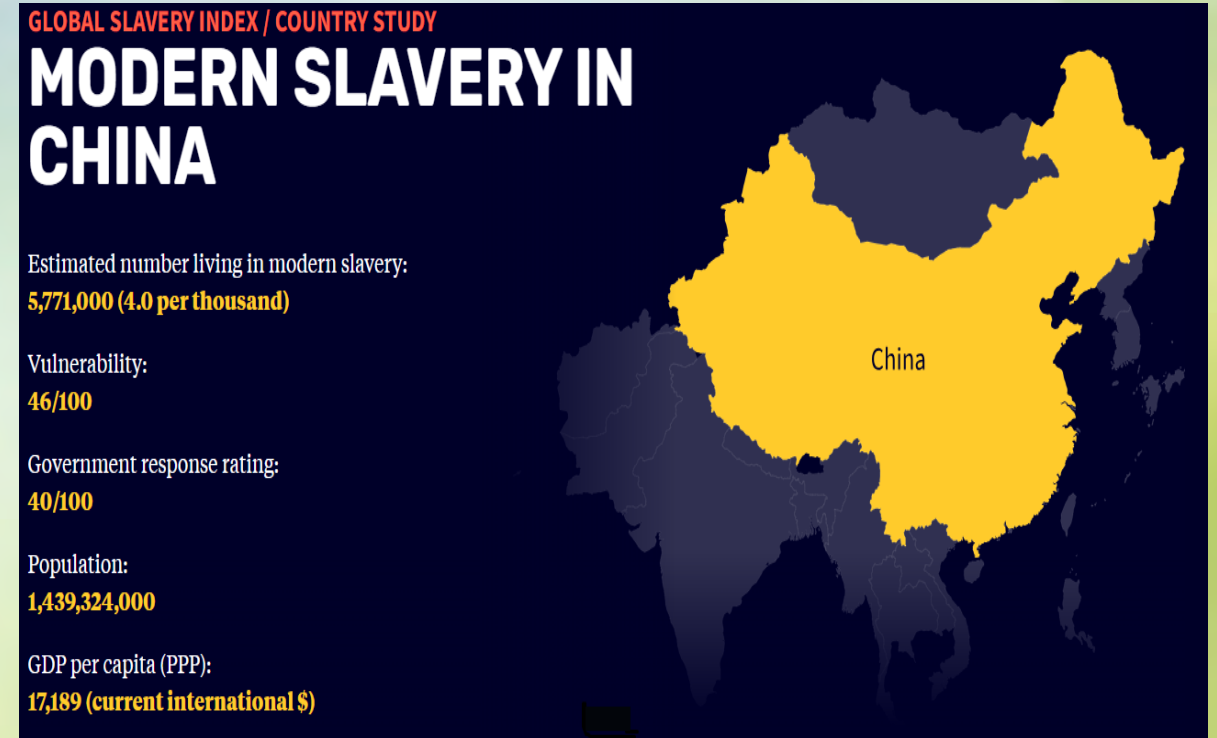 GLOBAL SLAVERY INDEX / COUNTRY STUDY
MODERN SLAVERY IN
CHINA
Estimated number living in modern slavery:
5,771,000 (4.0 per thousand)
Vulnerability:
46/100
Government response rating:
40/100
Population:
1,439,324,000
GDP per capita (PPP):
17,189 (current international $)
China